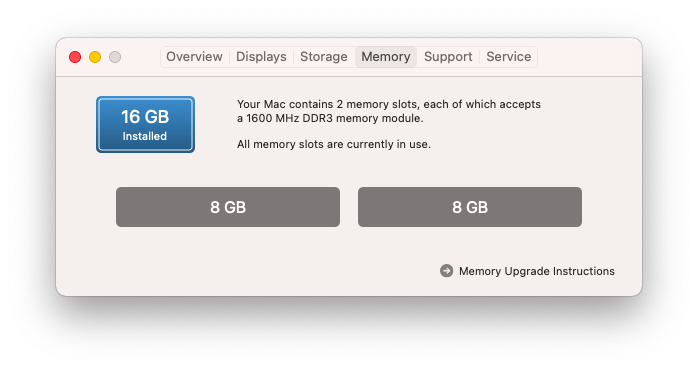 Overview Displays Storage Memory Support Service
16 GB
Installed
Your Mac contains 2 memory slots, each of which accepts
a 1600 MHz DDR3 memory module.
All memory slots are currently in use.
8 GB 8 GB
Memory Upgrade Instructions